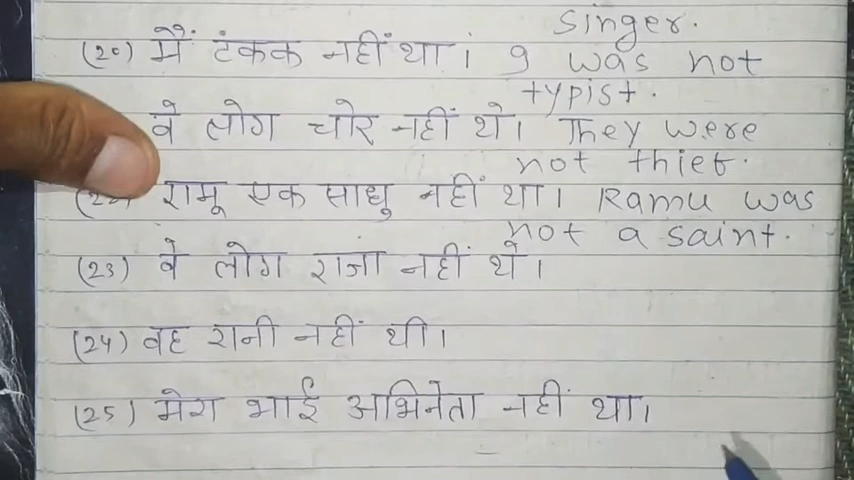 singer.
(20) मैं टंकक नहीं था। I was not
typist.
वे लोग चोर नहीं थे। They were
not thief.
रामू एक साधु नहीं था। Ramu was
not a saint.
(23) वे लोग राजा नहीं थे।
(24) वह रानी नहीं थी।
(25) मेरा भाई अभिनेता नहीं था।